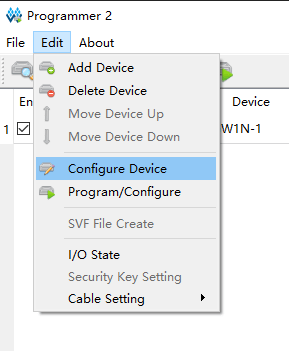 Programmer 2
File Edit About
Add Device
Delete Device
Move Device Up
Move Device Down
Configure Device
Program/Configure
SVF File Create
I/O State
Security Key Setting
Cable Setting
En Device
1 W1N-1